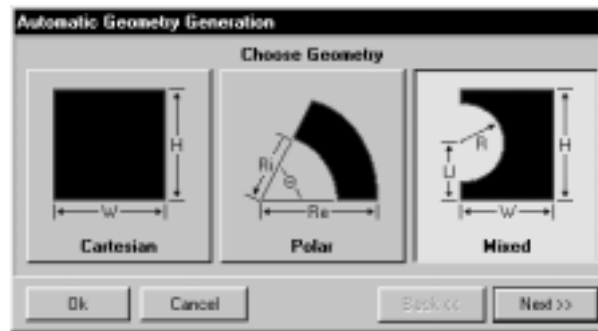 Automatic Geometry Generation
Choose Geometry
H
W
Cartesian
Ri
Θ
Re
Polar
R
H
U
W
Mixed
Ok
Cancel
Back <<
Next >>